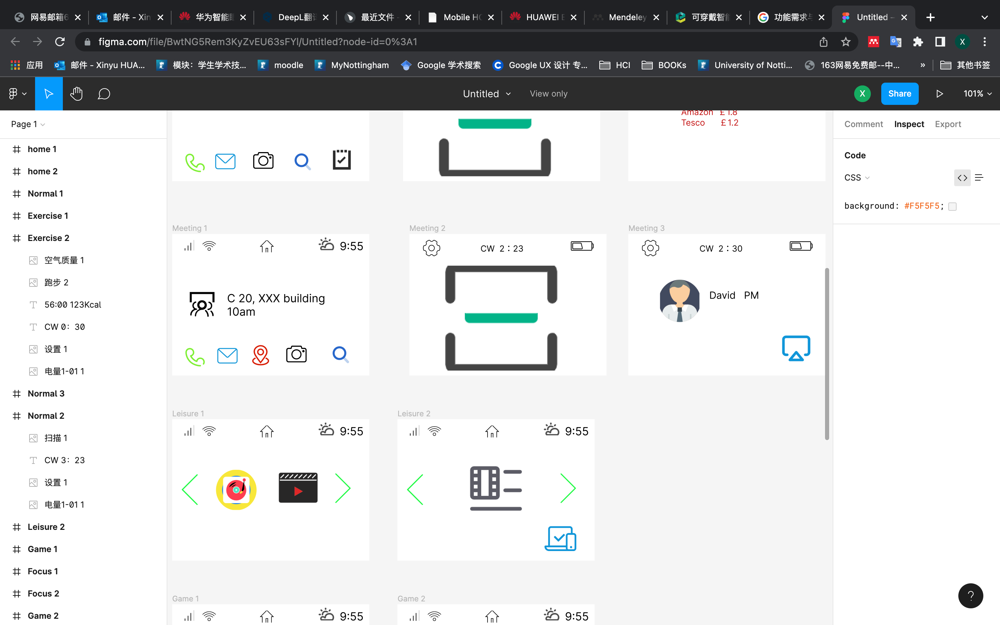 网易邮箱6
邮件 - Xin
华为智能眼
DeepL翻译
最近文件 -
Mobile HC
HUAWEI E
Mendeley
可穿戴智能
功能需求与
Untitled –
figma.com/file/BwtNG5Rem3KyZvEU63sFYl/Untitled?node-id=0%3A1
X
应用
邮件 - Xinyu HUA...
模块：学生学术技...
moodle
MyNottingham
Google 学术搜索
Google UX 设计 专...
HCI
BOOKs
University of Notti...
163网易免费邮--中...
»
其他书签
Untitled
View only
X
Share
101%
Page 1
home 1
home 2
Normal 1
Exercise 1
Exercise 2
空气质量 1
跑步 2
56:00 123Kcal
CW 0：30
设置 1
电量1-01 1
Normal 3
Normal 2
扫描 1
CW 3：23
设置 1
电量1-01 1
Leisure 2
Game 1
Focus 1
Focus 2
Game 2
Amazon £ 1.8
Tesco £ 1.2
Meeting 1
9:55
C 20, XXX building
10am
Meeting 2
CW 2：23
Meeting 3
CW 2：30
David PM
Leisure 1
9:55
Leisure 2
9:55
Game 1
9:55
Game 2
9:55
Comment
Inspect
Export
Code
CSS
background: #F5F5F5;
?